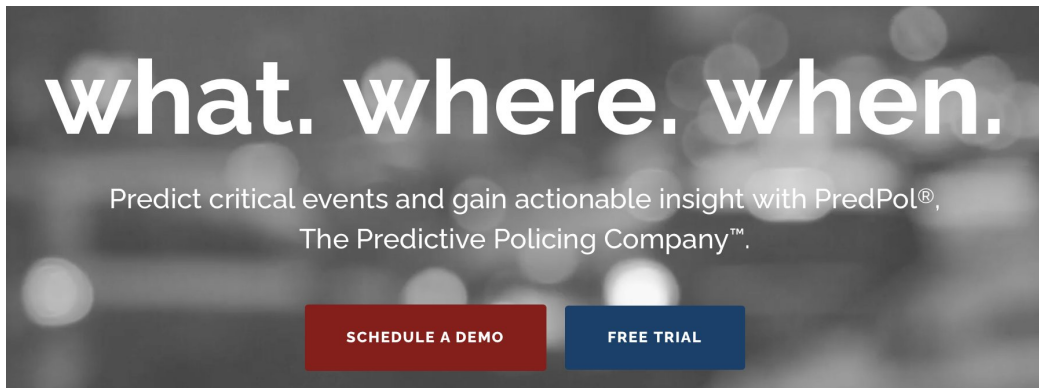 what. where. when.
Predict critical events and gain actionable insight with PredPol®,
The Predictive Policing Company™.
SCHEDULE A DEMO
FREE TRIAL